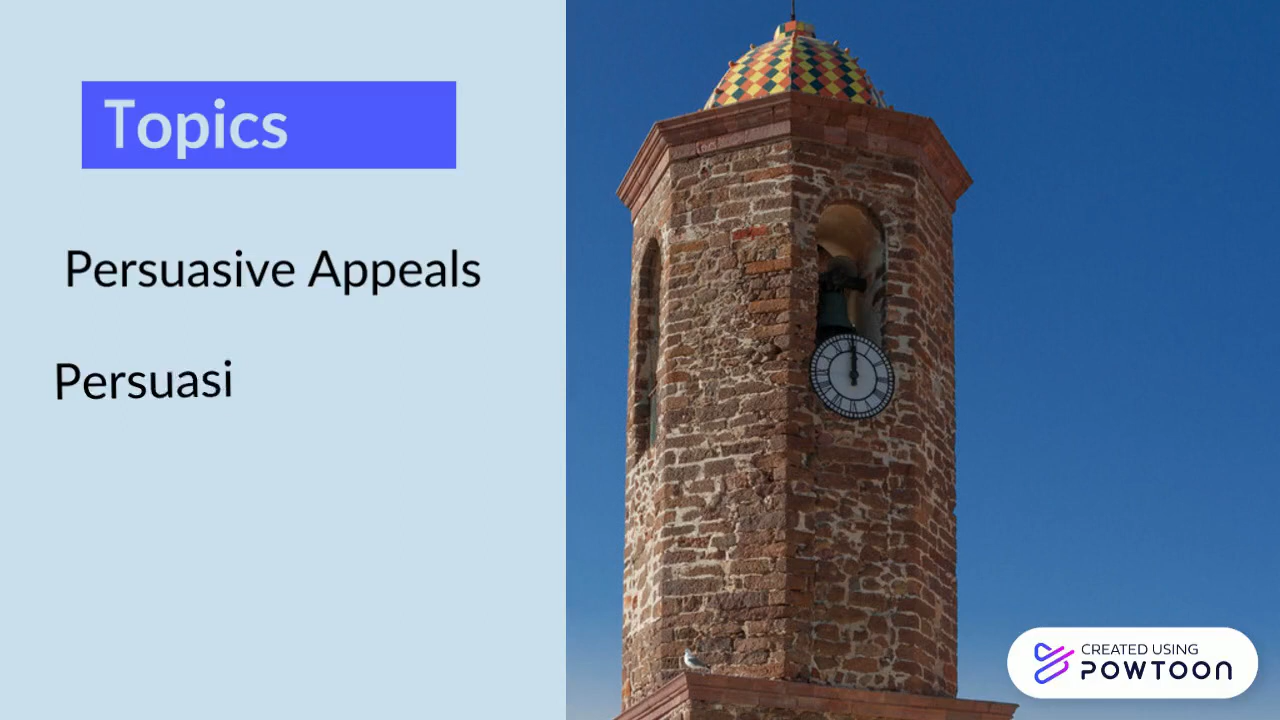 Topics
Persuasive Appeals
Persuasi
CREATED USING
POWTOON